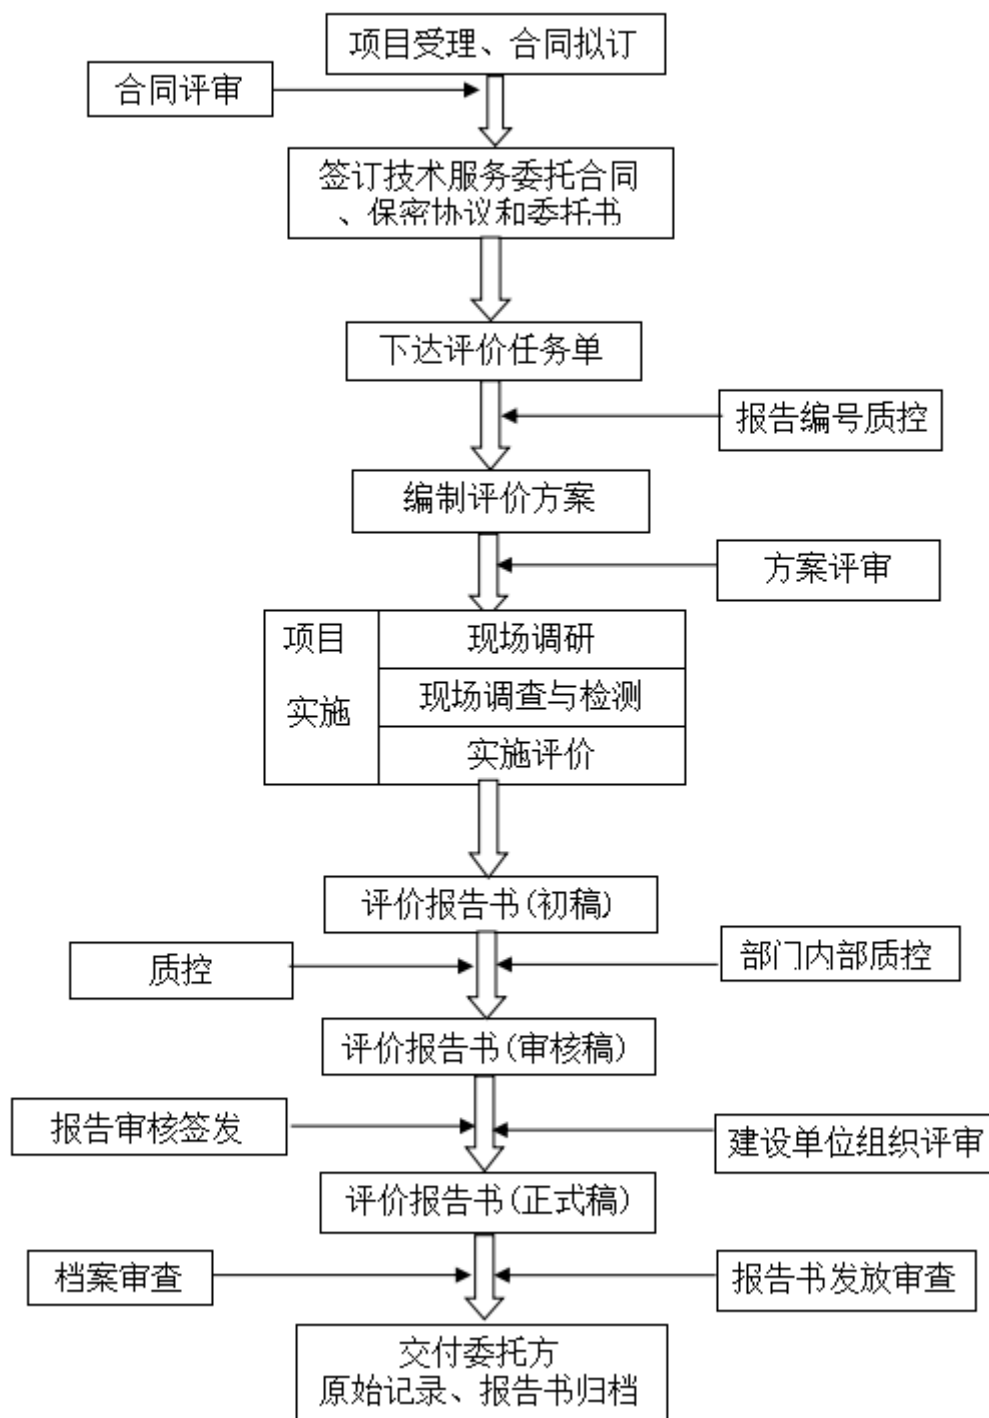 项目受理、合同拟订
合同评审
签订技术服务委托合同
、保密协议和委托书
下达评价任务单
报告编号质控
编制评价方案
方案评审
项目
实施
现场调研
现场调查与检测
实施评价
评价报告书(初稿)
质控
部门内部质控
评价报告书(审核稿)
报告审核签发
建设单位组织评审
评价报告书(正式稿)
档案审查
报告书发放审查
交付委托方
原始记录、报告书归档